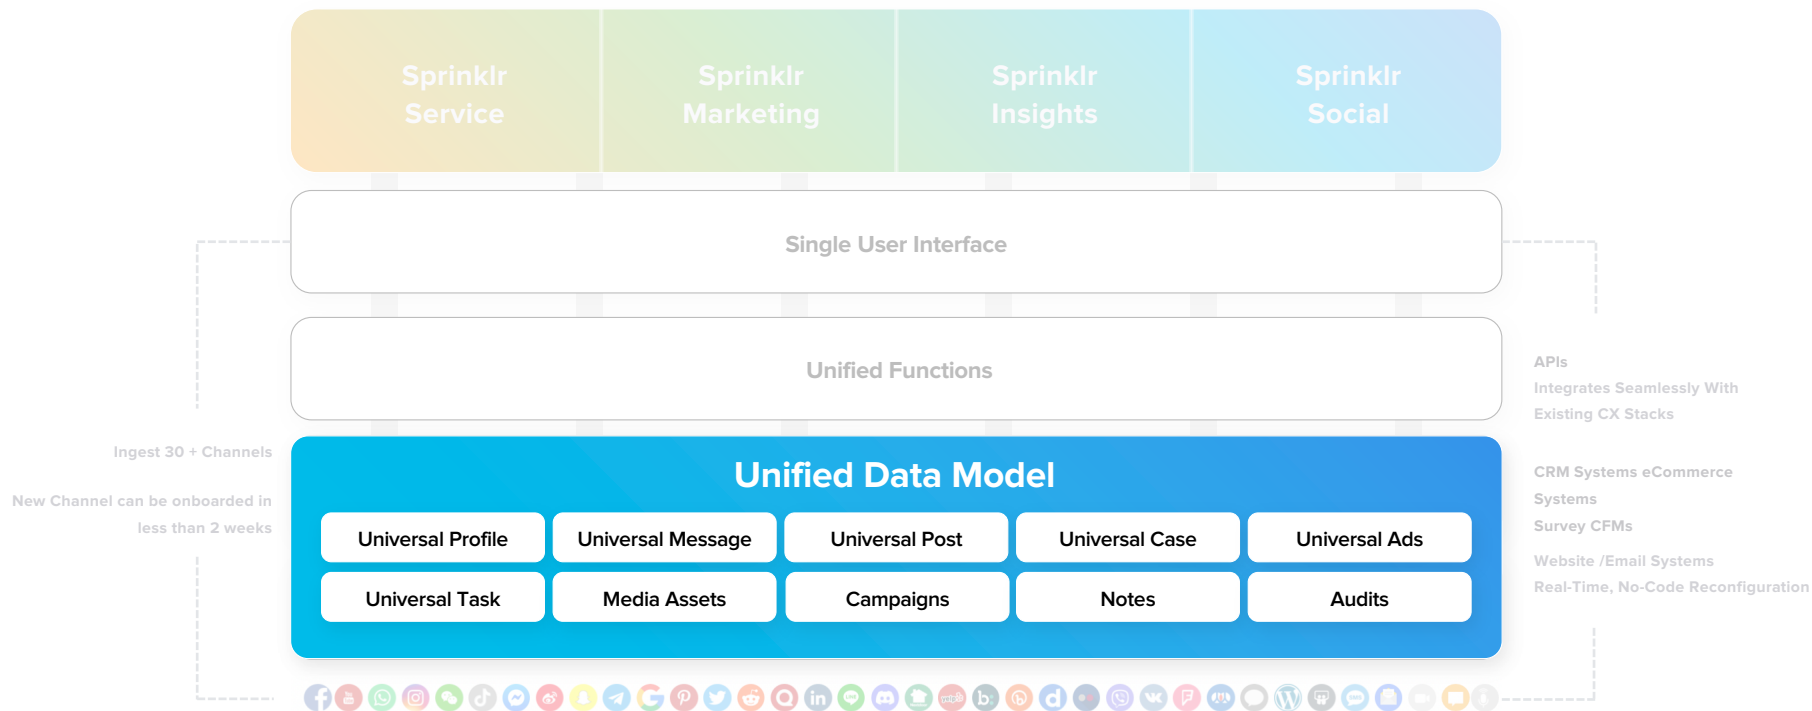 Sprinklr
Service
Sprinklr
Marketing
Sprinklr
Insights
Sprinklr
Social
Single User Interface
Unified Functions
APIs
Integrates Seamlessly With
Existing CX Stacks
Ingest 30 + Channels
New Channel can be onboarded in
less than 2 weeks
Unified Data Model
Universal Profile
Universal Message
Universal Post
Universal Case
Universal Ads
Universal Task
Media Assets
Campaigns
Notes
Audits
CRM Systems eCommerce
Systems
Survey CFMs
Website /Email Systems
Real-Time, No-Code Reconfiguration